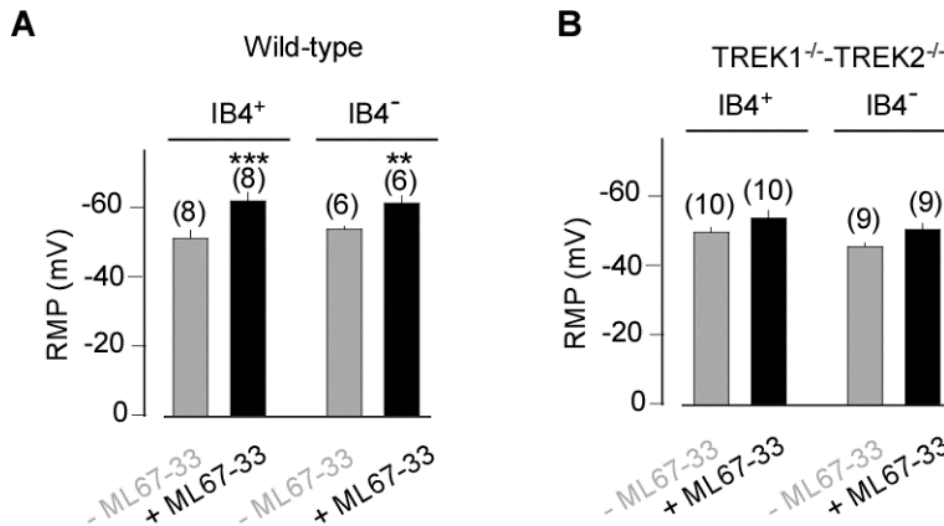 A
Wild-type
IB4⁺ IB4⁻
*** **
(8) (8) (6) (6)
-60
-40
-20
0
RMP (mV)
- ML67-33 + ML67-33 - ML67-33 + ML67-33
B
TREK1⁻/⁻-TREK2⁻/⁻
IB4⁺ IB4⁻
(10) (10) (9) (9)
-60
-40
-20
0
RMP (mV)
- ML67-33 + ML67-33 - ML67-33 + ML67-33